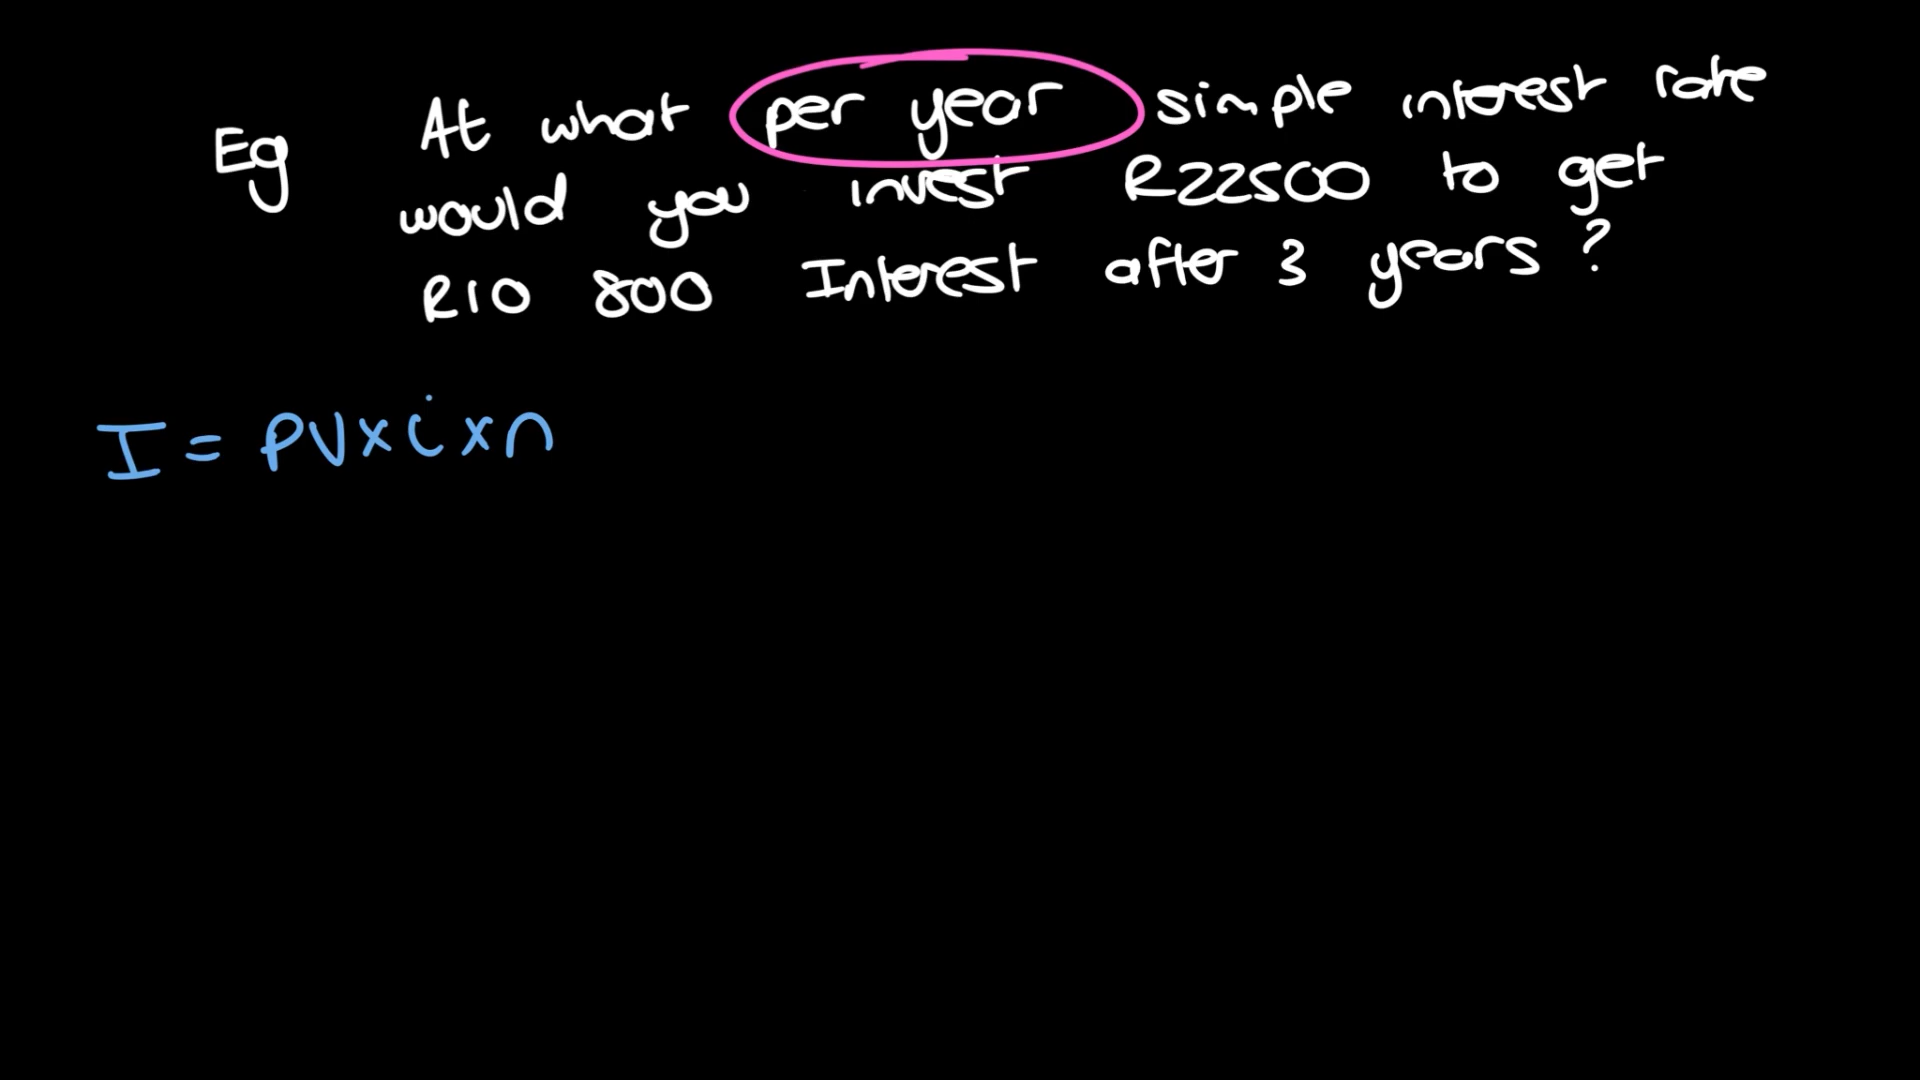 Eg At what per year simple interest rate
would you invest R22500 to get
R10 800 Interest after 3 years?
I = PV x i x n